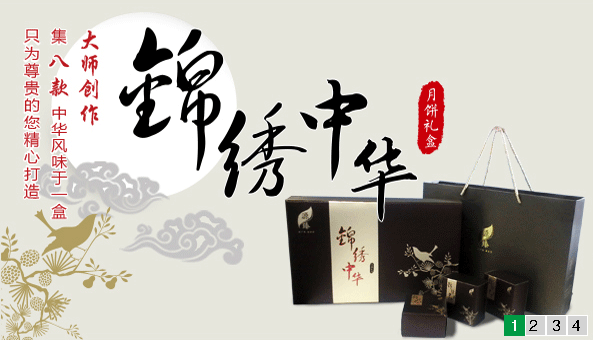 大师创作
集八款中华风味于一盒
只为尊贵的您精心打造
錦绣中华
月饼礼盒
錦绣中华
1 2 3 4